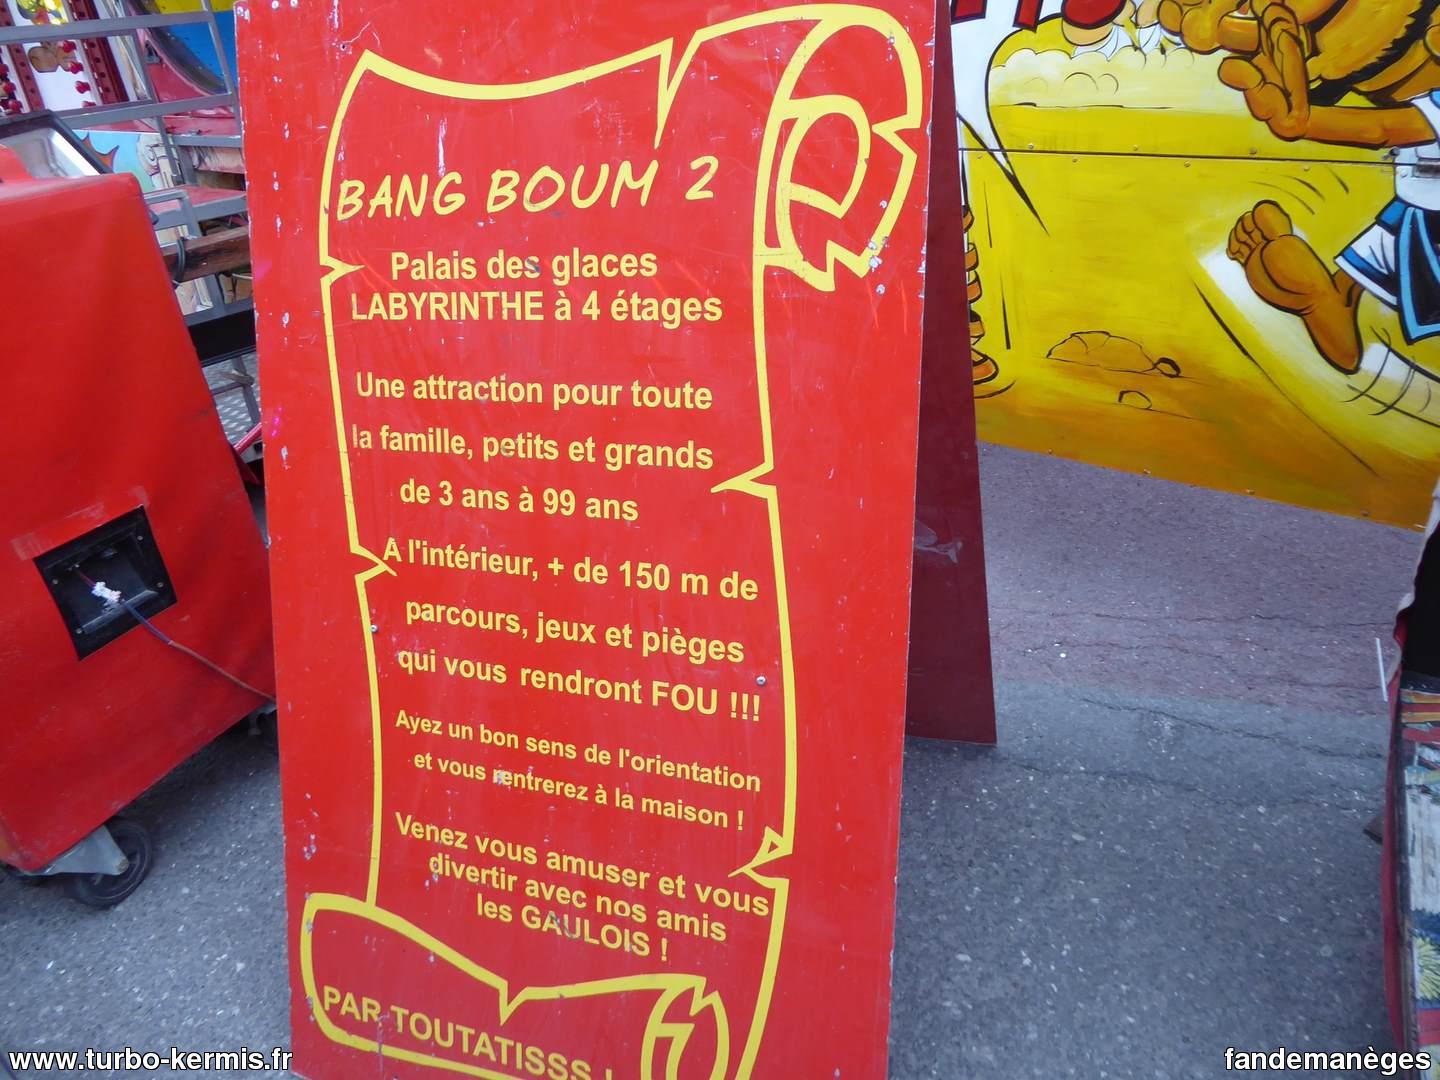 BANG BOUM 2
Palais des glaces
LABYRINTHE à 4 étages
Une attraction pour toute
la famille, petits et grands
de 3 ans à 99 ans
A l'intérieur, + de 150 m de
parcours, jeux et pièges
qui vous rendront FOU !!!
Ayez un bon sens de l'orientation
et vous rentrerez à la maison !
Venez vous amuser et vous
divertir avec nos amis
les GAULOIS !
PAR TOUTATISSS !
www.turbo-kermis.fr
fandemanèges